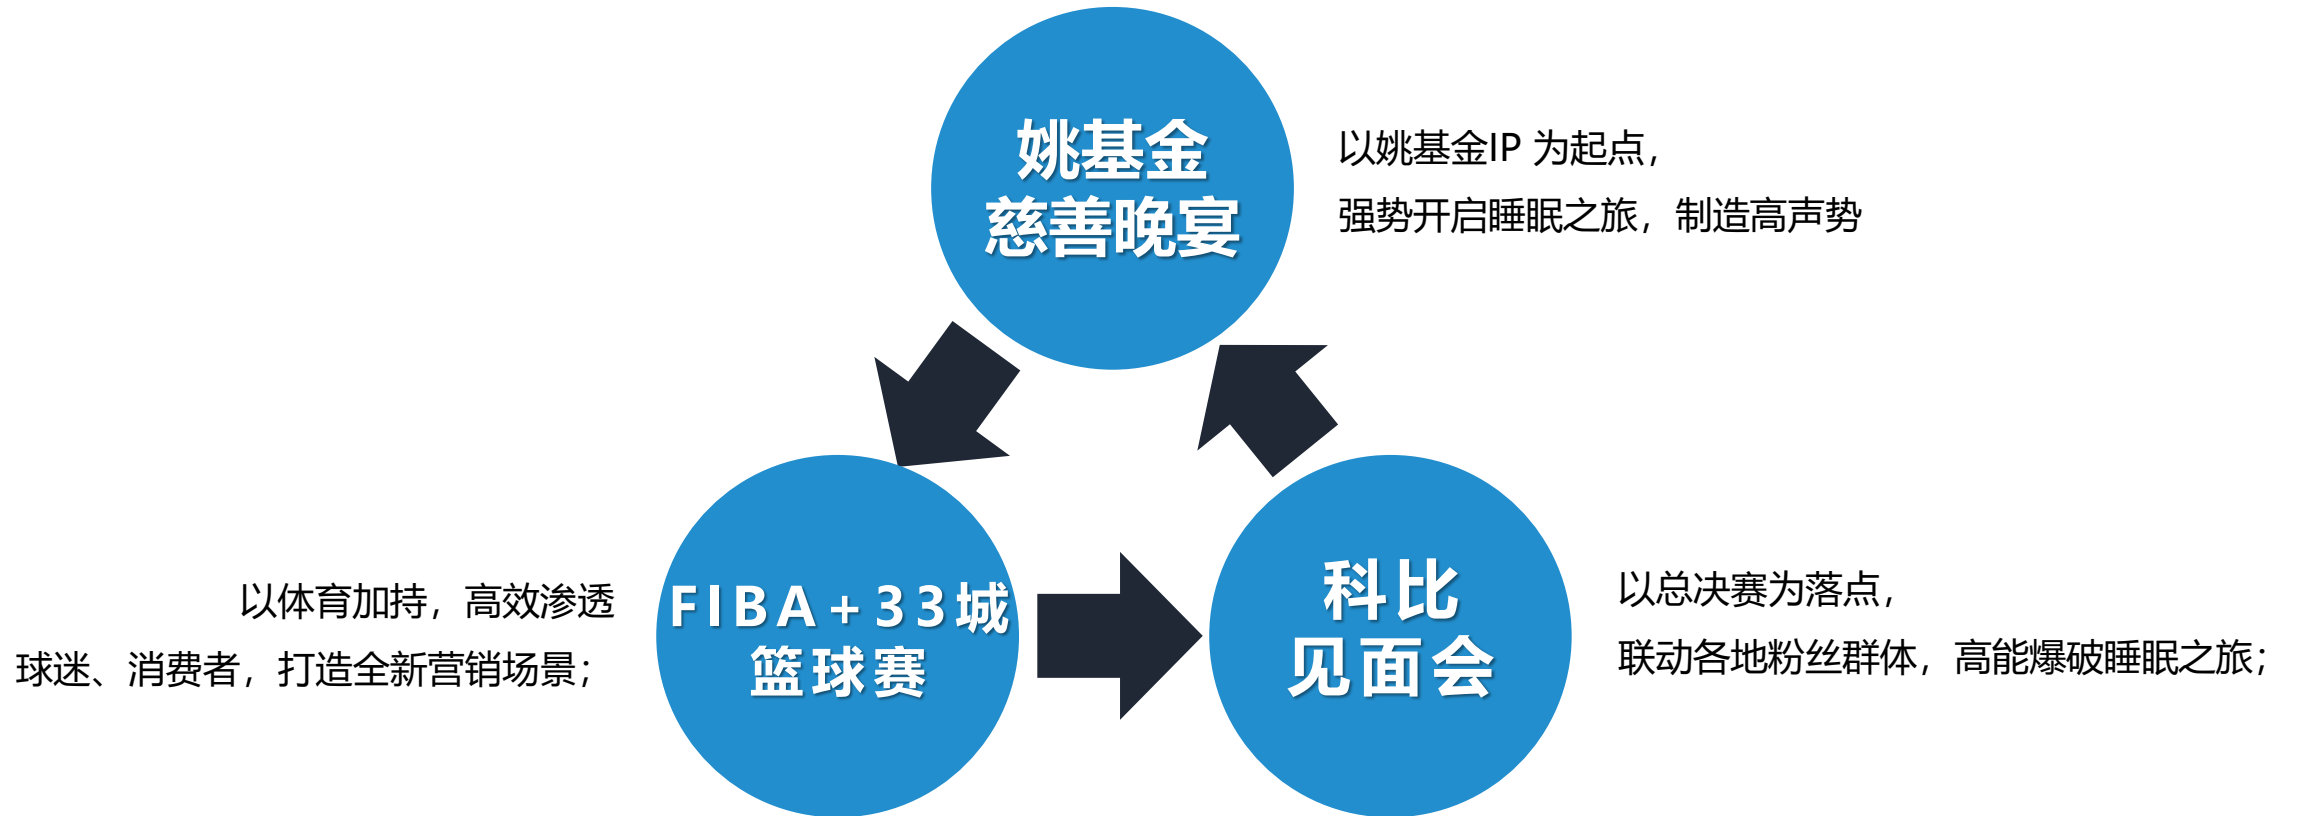 姚基金
慈善晚宴
以姚基金IP 为起点，
强势开启睡眠之旅，制造高声势
以体育加持，高效渗透
球迷、消费者，打造全新营销场景；
FIBA+33城
篮球赛
科比
见面会
以总决赛为落点，
联动各地粉丝群体，高能爆破睡眠之旅；